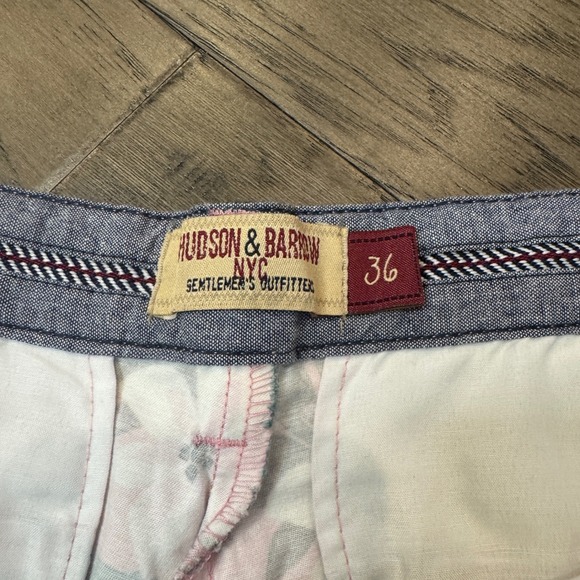 HUDSON & BARROW
NYC
GENTLEMEN'S OUTFITTERS
36